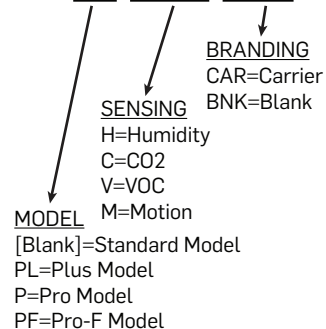 BRANDING
CAR=Carrier
BNK=Blank
SENSING
H=Humidity
C=CO2
V=VOC
M=Motion
MODEL
[Blank]=Standard Model
PL=Plus Model
P=Pro Model
PF=Pro-F Model